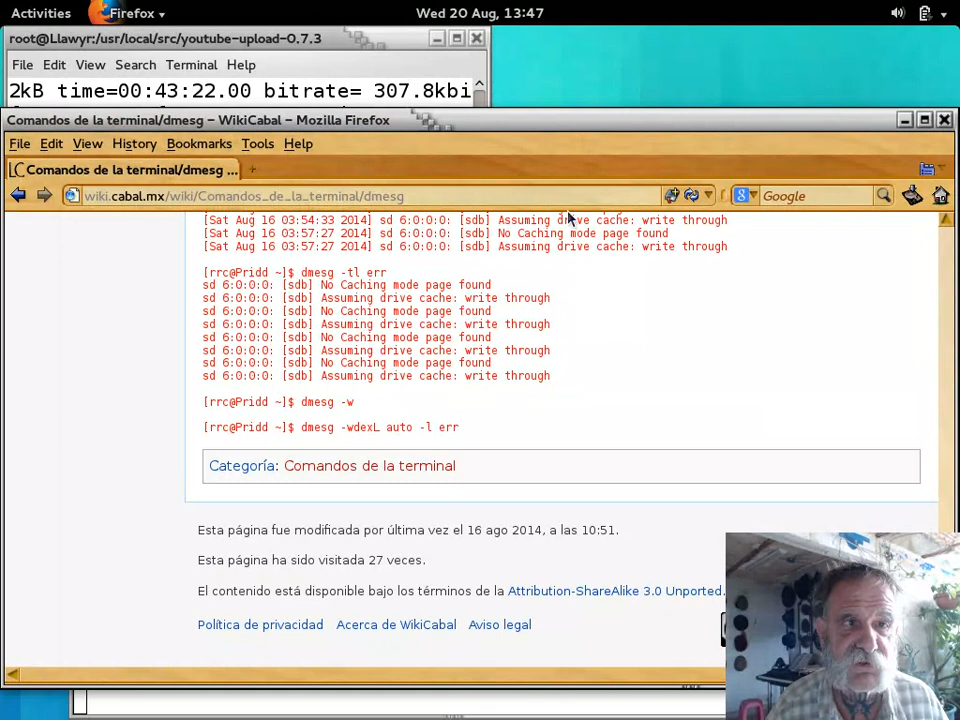 Activities Firefox Wed 20 Aug, 13:47
root@Llawyr:/usr/local/src/youtube-upload-0.7.3
File Edit View Search Terminal Help
2kB time=00:43:22.00 bitrate= 307.8kbi
Comandos de la terminal/dmesg – WikiCabal – Mozilla Firefox
File Edit View History Bookmarks Tools Help
Comandos de la terminal/dmesg ...
wiki.cabal.mx/wiki/Comandos_de_la_terminal/dmesg Google
[Sat Aug 16 03:54:33 2014] sd 6:0:0:0: [sdb] Assuming drive cache: write through
[Sat Aug 16 03:57:27 2014] sd 6:0:0:0: [sdb] No Caching mode page found
[Sat Aug 16 03:57:27 2014] sd 6:0:0:0: [sdb] Assuming drive cache: write through
[rrc@Pridd ~]$ dmesg -tl err
sd 6:0:0:0: [sdb] No Caching mode page found
sd 6:0:0:0: [sdb] Assuming drive cache: write through
sd 6:0:0:0: [sdb] No Caching mode page found
sd 6:0:0:0: [sdb] Assuming drive cache: write through
sd 6:0:0:0: [sdb] No Caching mode page found
sd 6:0:0:0: [sdb] Assuming drive cache: write through
sd 6:0:0:0: [sdb] No Caching mode page found
sd 6:0:0:0: [sdb] Assuming drive cache: write through
[rrc@Pridd ~]$ dmesg -w
[rrc@Pridd ~]$ dmesg -wdexL auto -l err
Categoría: Comandos de la terminal
Esta página fue modificada por última vez el 16 ago 2014, a las 10:51.
Esta página ha sido visitada 27 veces.
El contenido está disponible bajo los términos de la Attribution-ShareAlike 3.0 Unported.
Política de privacidad Acerca de WikiCabal Aviso legal